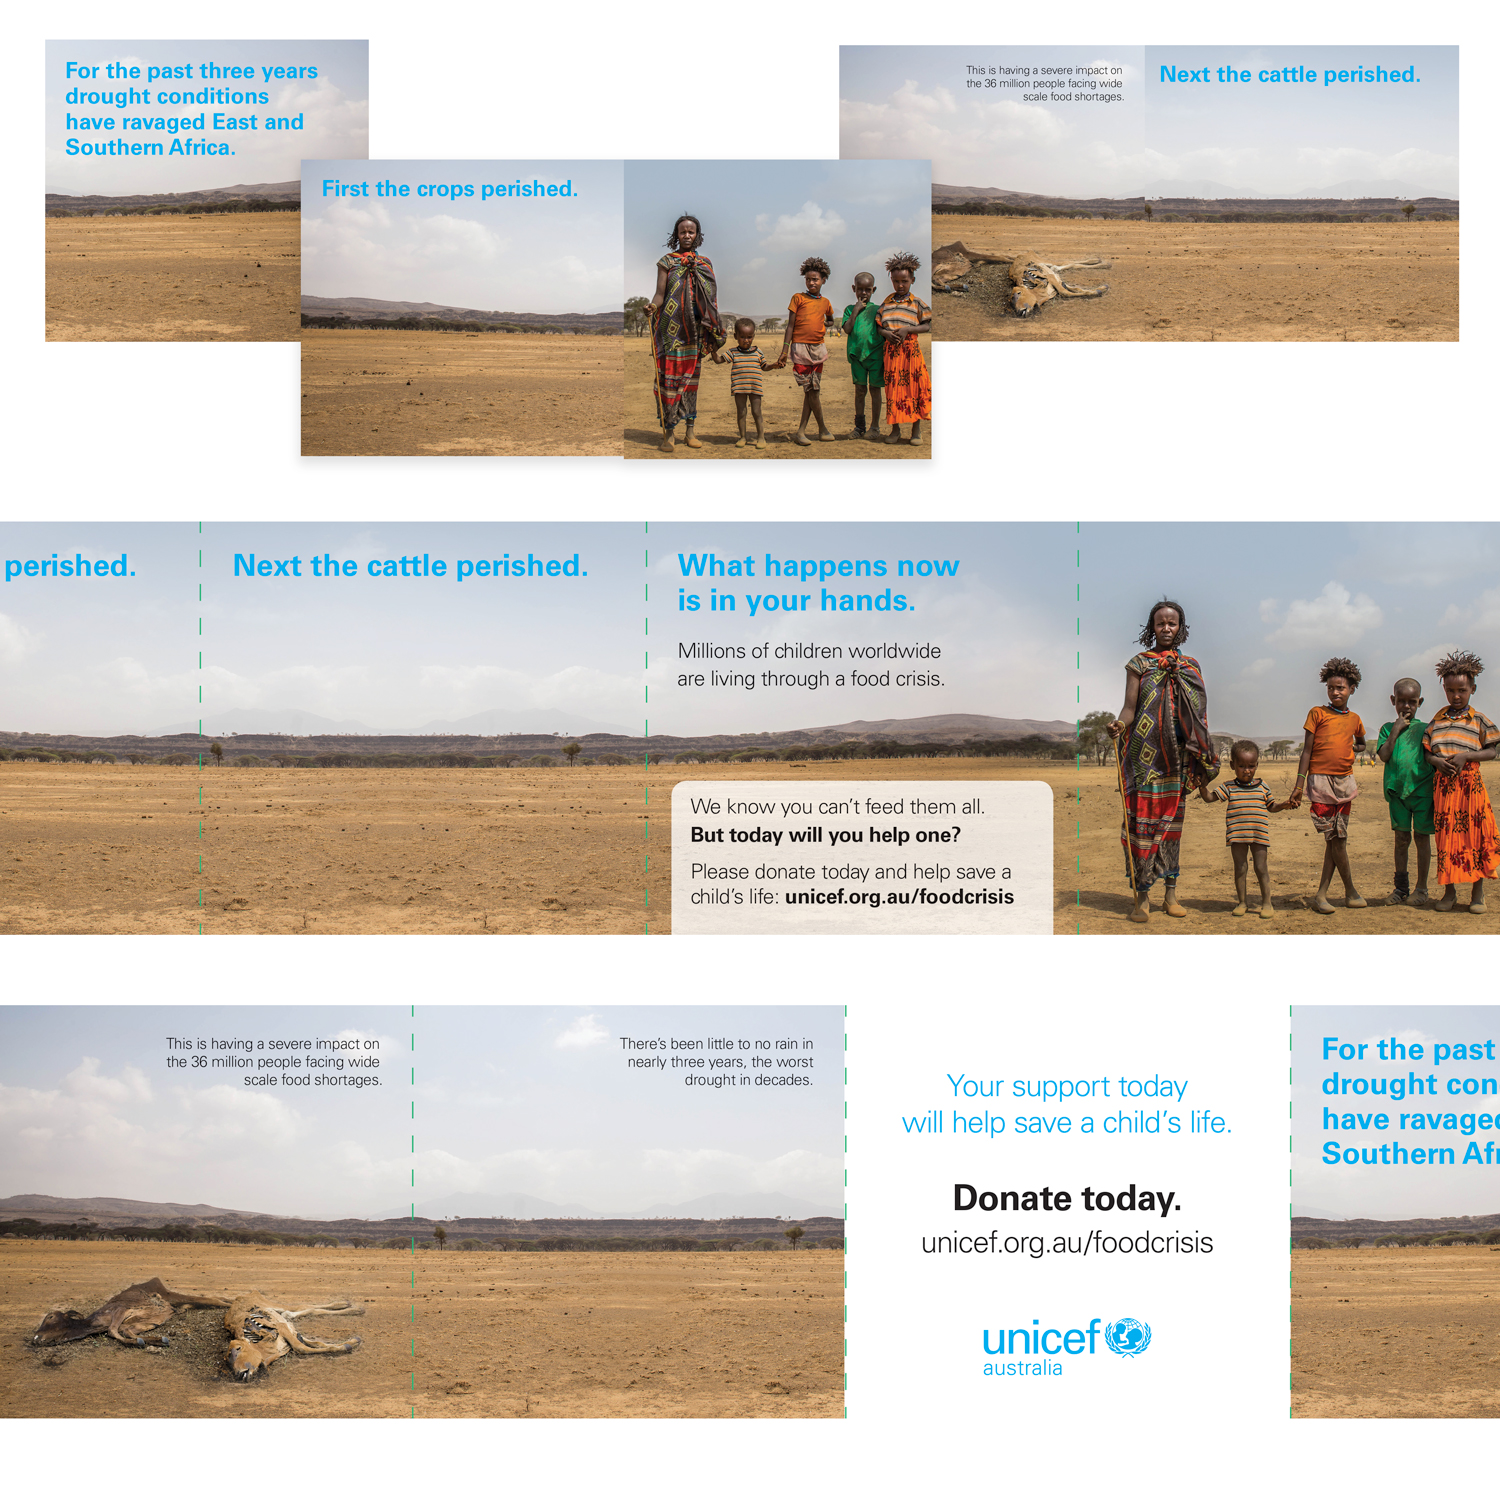 For the past three years
drought conditions
have ravaged East and
Southern Africa.
First the crops perished.
This is having a severe impact on
the 36 million people facing wide
scale food shortages.
Next the cattle perished.
perished.
Next the cattle perished.
What happens now
is in your hands.
Millions of children worldwide
are living through a food crisis.
We know you can't feed them all.
But today will you help one?
Please donate today and help save a
child's life: unicef.org.au/foodcrisis
This is having a severe impact on
the 36 million people facing wide
scale food shortages.
There's been little to no rain in
nearly three years, the worst
drought in decades.
Your support today
will help save a child's life.
Donate today.
unicef.org.au/foodcrisis
unicef
australia
For the past
drought con
have ravaged
Southern Afr